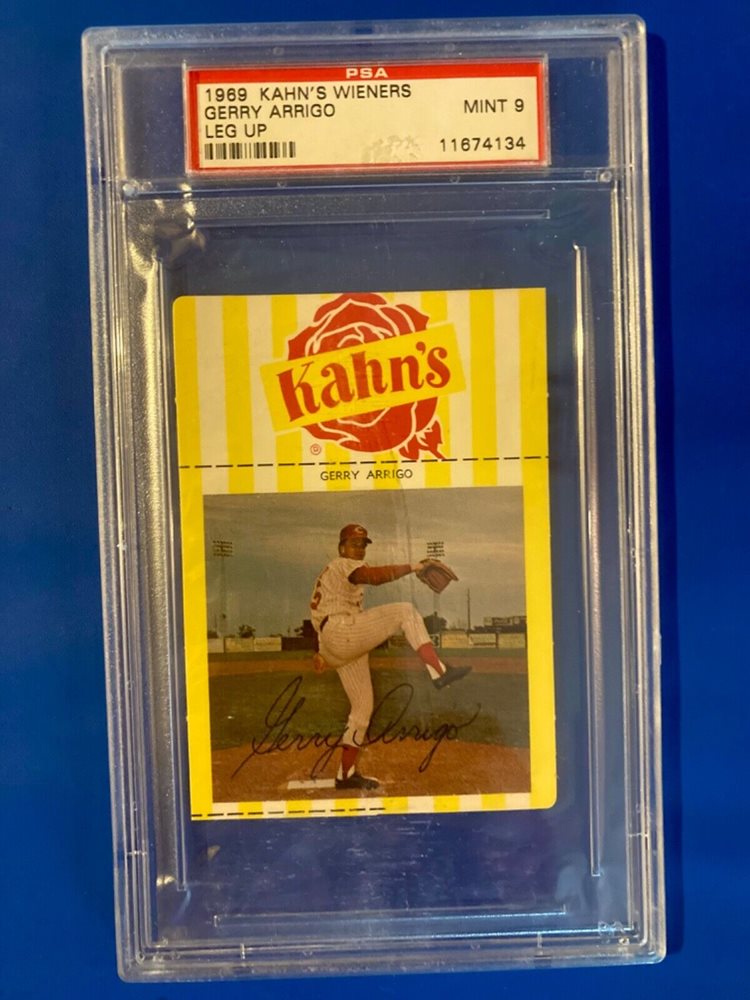 PSA
1969 KAHN'S WIENERS
GERRY ARRIGO MINT 9
LEG UP
11674134
Kahn's
GERRY ARRIGO
Gerry Arrigo